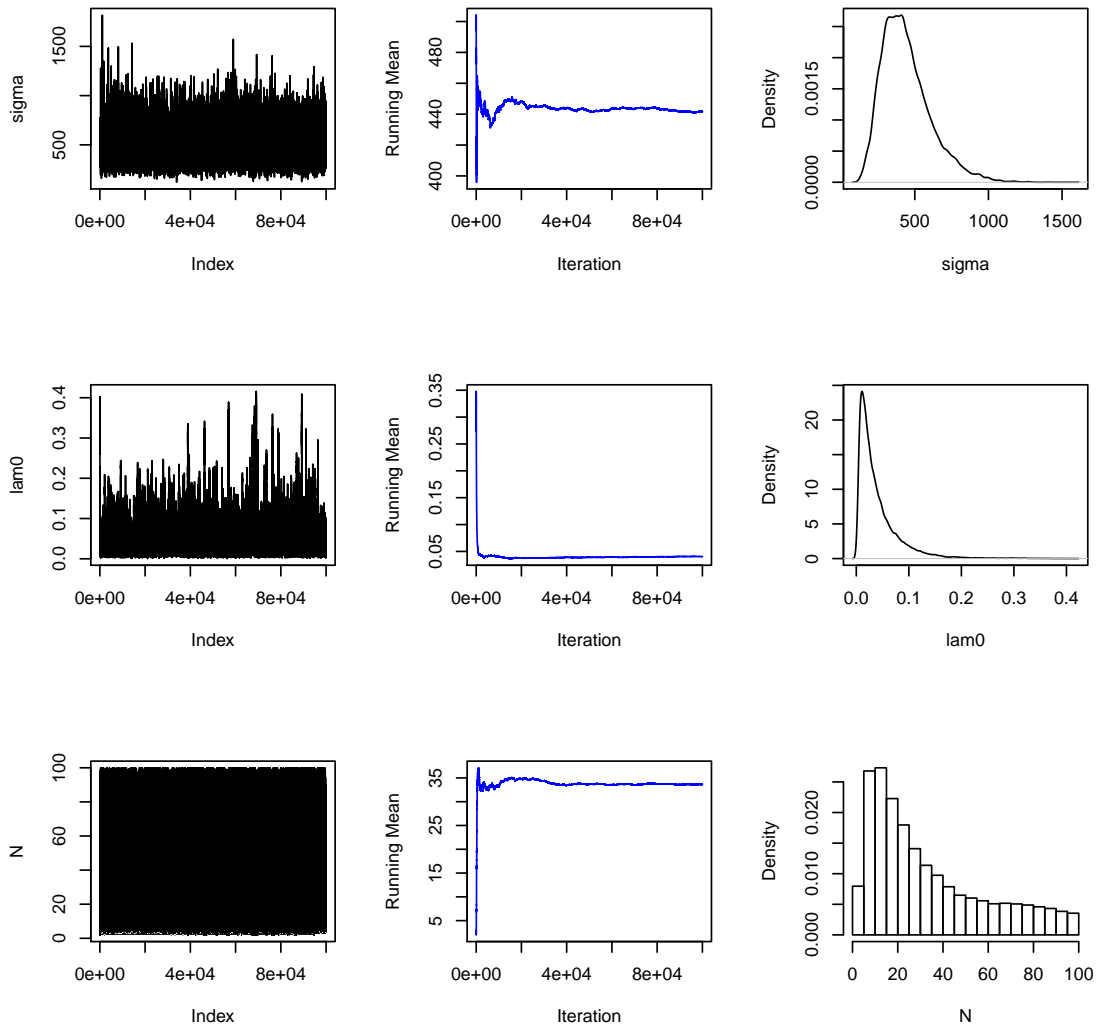 sigma
500
1500
0e+00
4e+04
8e+04
Index
Running Mean
400
440
480
0e+00
4e+04
8e+04
Iteration
Density
0.0000
0.0015
500
1000
1500
sigma
lam0
0.0
0.1
0.2
0.3
0.4
0e+00
4e+04
8e+04
Index
Running Mean
0.05
0.15
0.25
0.35
0e+00
4e+04
8e+04
Iteration
Density
0
5
10
20
0.0
0.1
0.2
0.3
0.4
lam0
N
0
20
60
100
0e+00
4e+04
8e+04
Index
Running Mean
5
15
25
35
0e+00
4e+04
8e+04
Iteration
Density
0.000
0.010
0.020
0
20
40
60
80
100
N